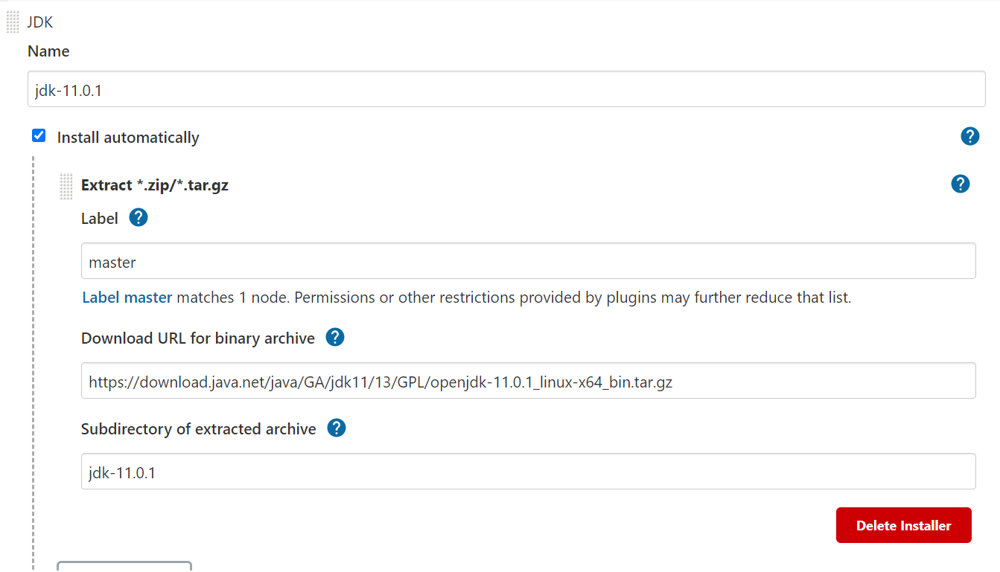 JDK
Name
jdk-11.0.1
Install automatically
?
Extract *.zip/*.tar.gz
?
Label ?
master
Label master matches 1 node. Permissions or other restrictions provided by plugins may further reduce that list.
Download URL for binary archive ?
https://download.java.net/java/GA/jdk11/13/GPL/openjdk-11.0.1_linux-x64_bin.tar.gz
Subdirectory of extracted archive ?
jdk-11.0.1
Delete Installer